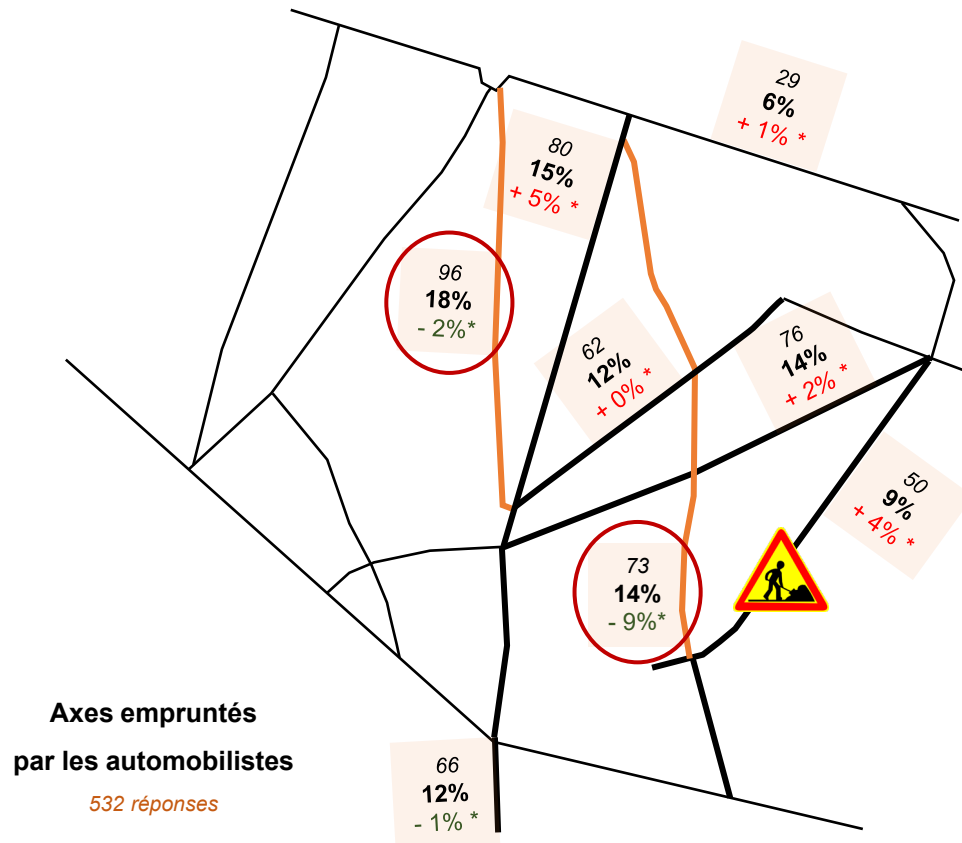 29
6%
+ 1% *
80
15%
+ 5% *
96
18%
- 2%*
62
12%
+ 0% *
76
14%
+ 2% *
50
9%
+ 4% *
73
14%
- 9%*
Axes empruntés
par les automobilistes
532 réponses
66
12%
- 1% *